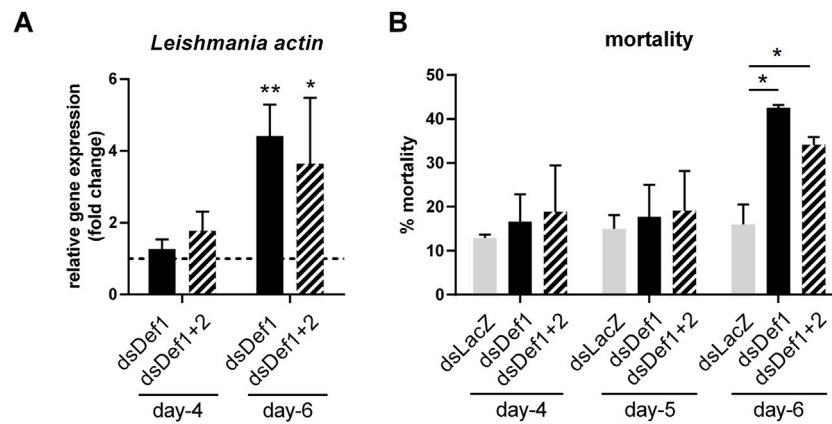 A
Leishmania actin
relative gene expression
(fold change)
6
4
2
0
** *
dsDef1 dsDef1+2 dsDef1 dsDef1+2
day-4 day-6
B
mortality
% mortality
50
40
30
20
10
0
*
*
dsLacZ dsDef1 dsDef1+2 dsLacZ dsDef1 dsDef1+2 dsLacZ dsDef1 dsDef1+2
day-4 day-5 day-6